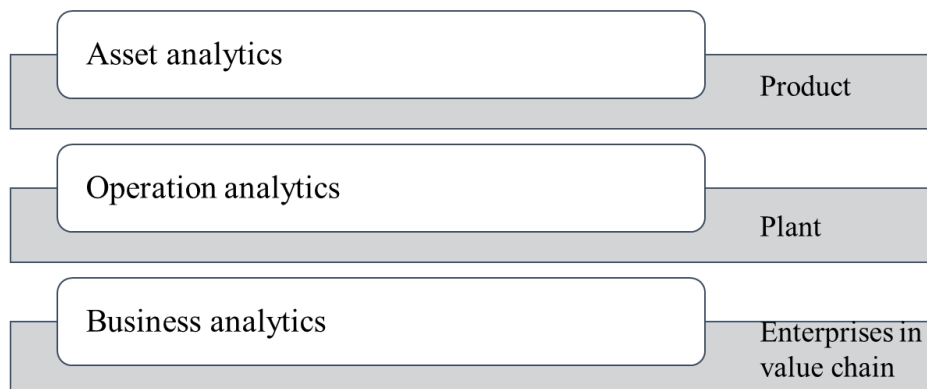 Asset analytics
Product
Operation analytics
Plant
Business analytics
Enterprises in
value chain